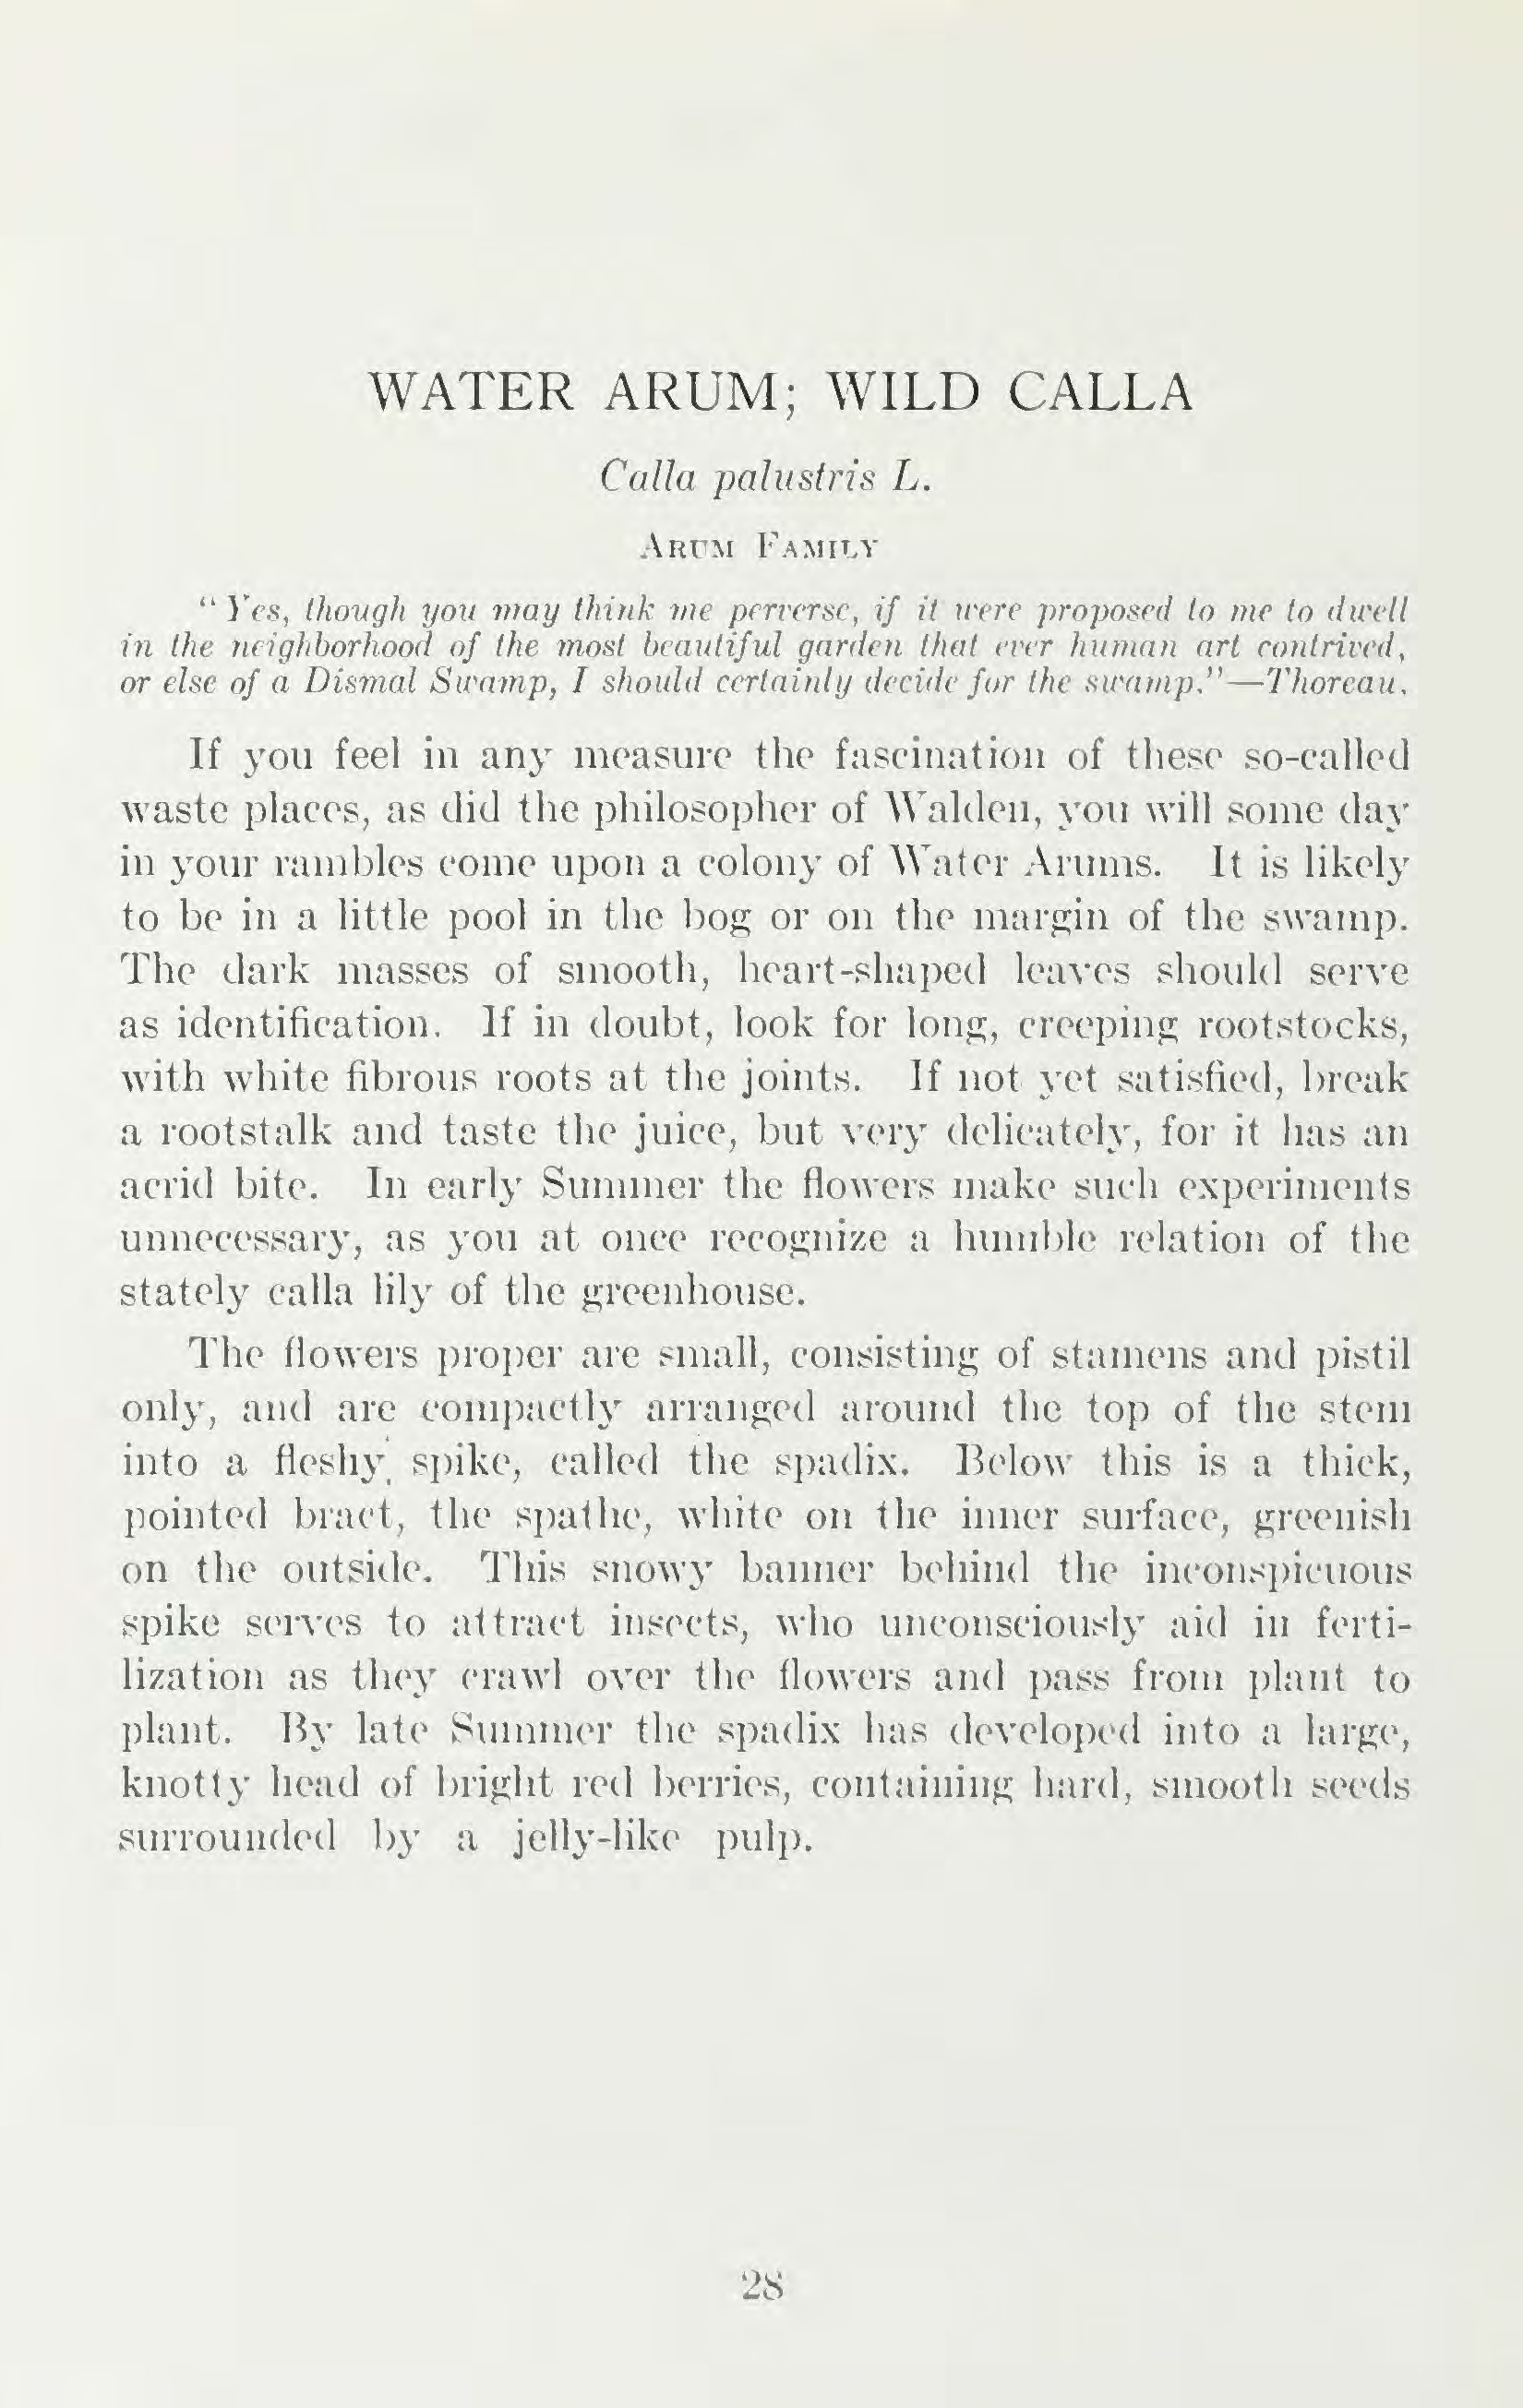 WATER ARUM; WILD CALLA
Calla palustris L.
ARUM FAMILY
“Yes, though you may think me perverse, if it were proposed to me to dwell
in the neighborhood of the most beautiful garden that ever human art contrived,
or else of a Dismal Swamp, I should certainly decide for the swamp.”—Thoreau.
If you feel in any measure the fascination of these so-called
waste places, as did the philosopher of Walden, you will some day
in your rambles come upon a colony of Water Arums. It is likely
to be in a little pool in the bog or on the margin of the swamp.
The dark masses of smooth, heart-shaped leaves should serve
as identification. If in doubt, look for long, creeping rootstocks,
with white fibrous roots at the joints. If not yet satisfied, break
a rootstalk and taste the juice, but very delicately, for it has an
acrid bite. In early Summer the flowers make such experiments
unnecessary, as you at once recognize a humble relation of the
stately calla lily of the greenhouse.
The flowers proper are small, consisting of stamens and pistil
only, and are compactly arranged around the top of the stem
into a fleshy spike, called the spadix. Below this is a thick,
pointed bract, the spathe, white on the inner surface, greenish
on the outside. This snowy banner behind the inconspicuous
spike serves to attract insects, who unconsciously aid in ferti-
lization as they crawl over the flowers and pass from plant to
plant. By late Summer the spadix has developed into a large,
knotty head of bright red berries, containing hard, smooth seeds
surrounded by a jelly-like pulp.
28